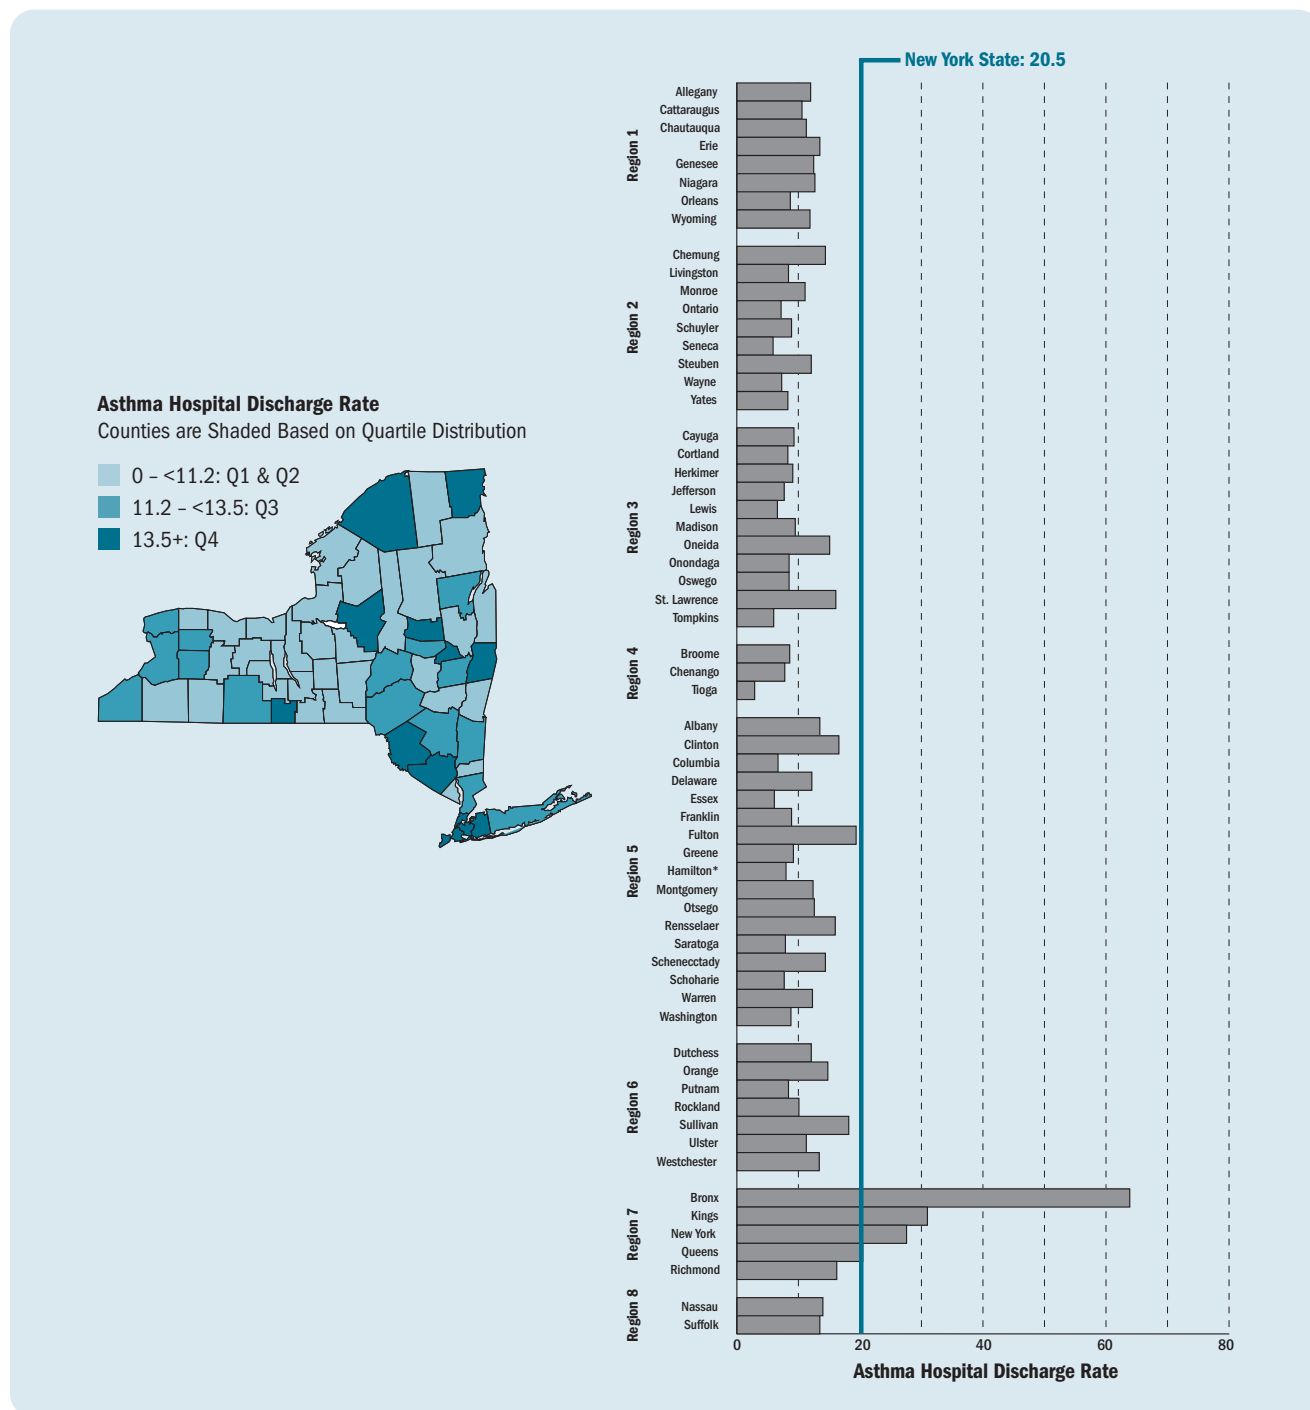 New York State: 20.5
Region 1
Allegany
Cattaraugus
Chautauqua
Erie
Genesee
Niagara
Orleans
Wyoming
Region 2
Chemung
Livingston
Monroe
Ontario
Schuyler
Seneca
Steuben
Wayne
Yates
Asthma Hospital Discharge Rate
Counties are Shaded Based on Quartile Distribution
0 – <11.2: Q1 & Q2
11.2 – <13.5: Q3
13.5+: Q4
Region 3
Cayuga
Cortland
Herkimer
Jefferson
Lewis
Madison
Oneida
Onondaga
Oswego
St. Lawrence
Tompkins
Region 4
Broome
Chenango
Tioga
Region 5
Albany
Clinton
Columbia
Delaware
Essex
Franklin
Fulton
Greene
Hamilton*
Montgomery
Otsego
Rensselaer
Saratoga
Schenecctady
Schoharie
Warren
Washington
Region 6
Dutchess
Orange
Putnam
Rockland
Sullivan
Ulster
Westchester
Region 7
Bronx
Kings
New York
Queens
Richmond
Region 8
Nassau
Suffolk
0 20 40 60 80
Asthma Hospital Discharge Rate